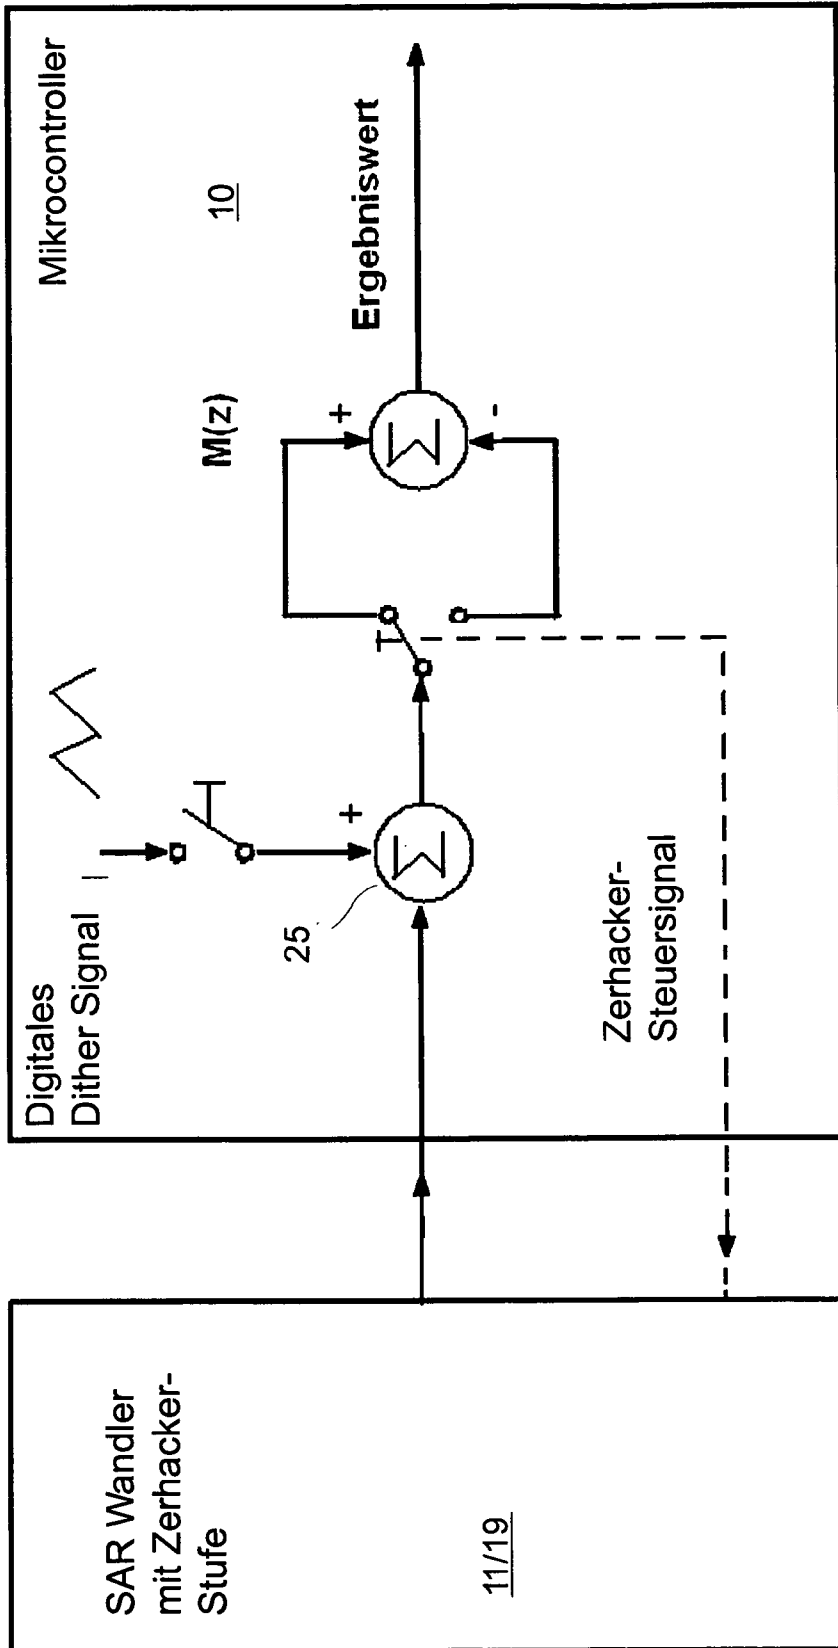 SAR Wandler
mit Zerhacker-
Stufe
11/19
Digitales
Dither Signal
25
+
Zerhacker-
Steuersignal
Mikrocontroller
10
M(z)
+
-
Σ
Σ
Ergebniswert